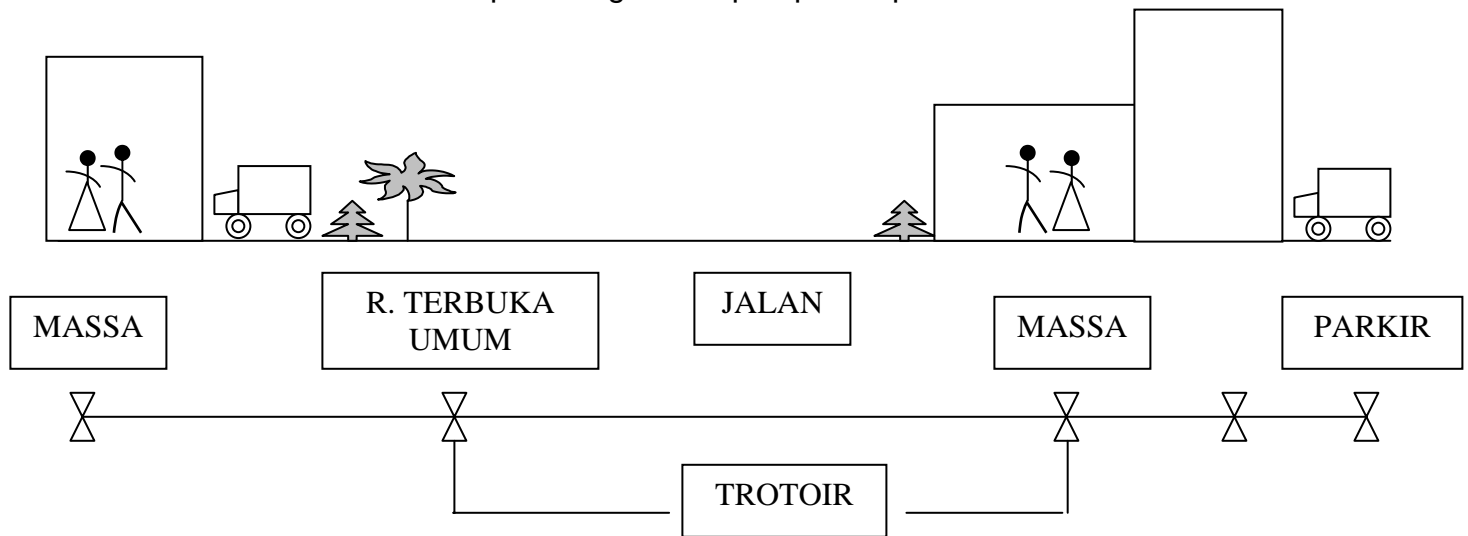 MASSA
R. TERBUKA
UMUM
JALAN
MASSA
PARKIR
TROTOIR